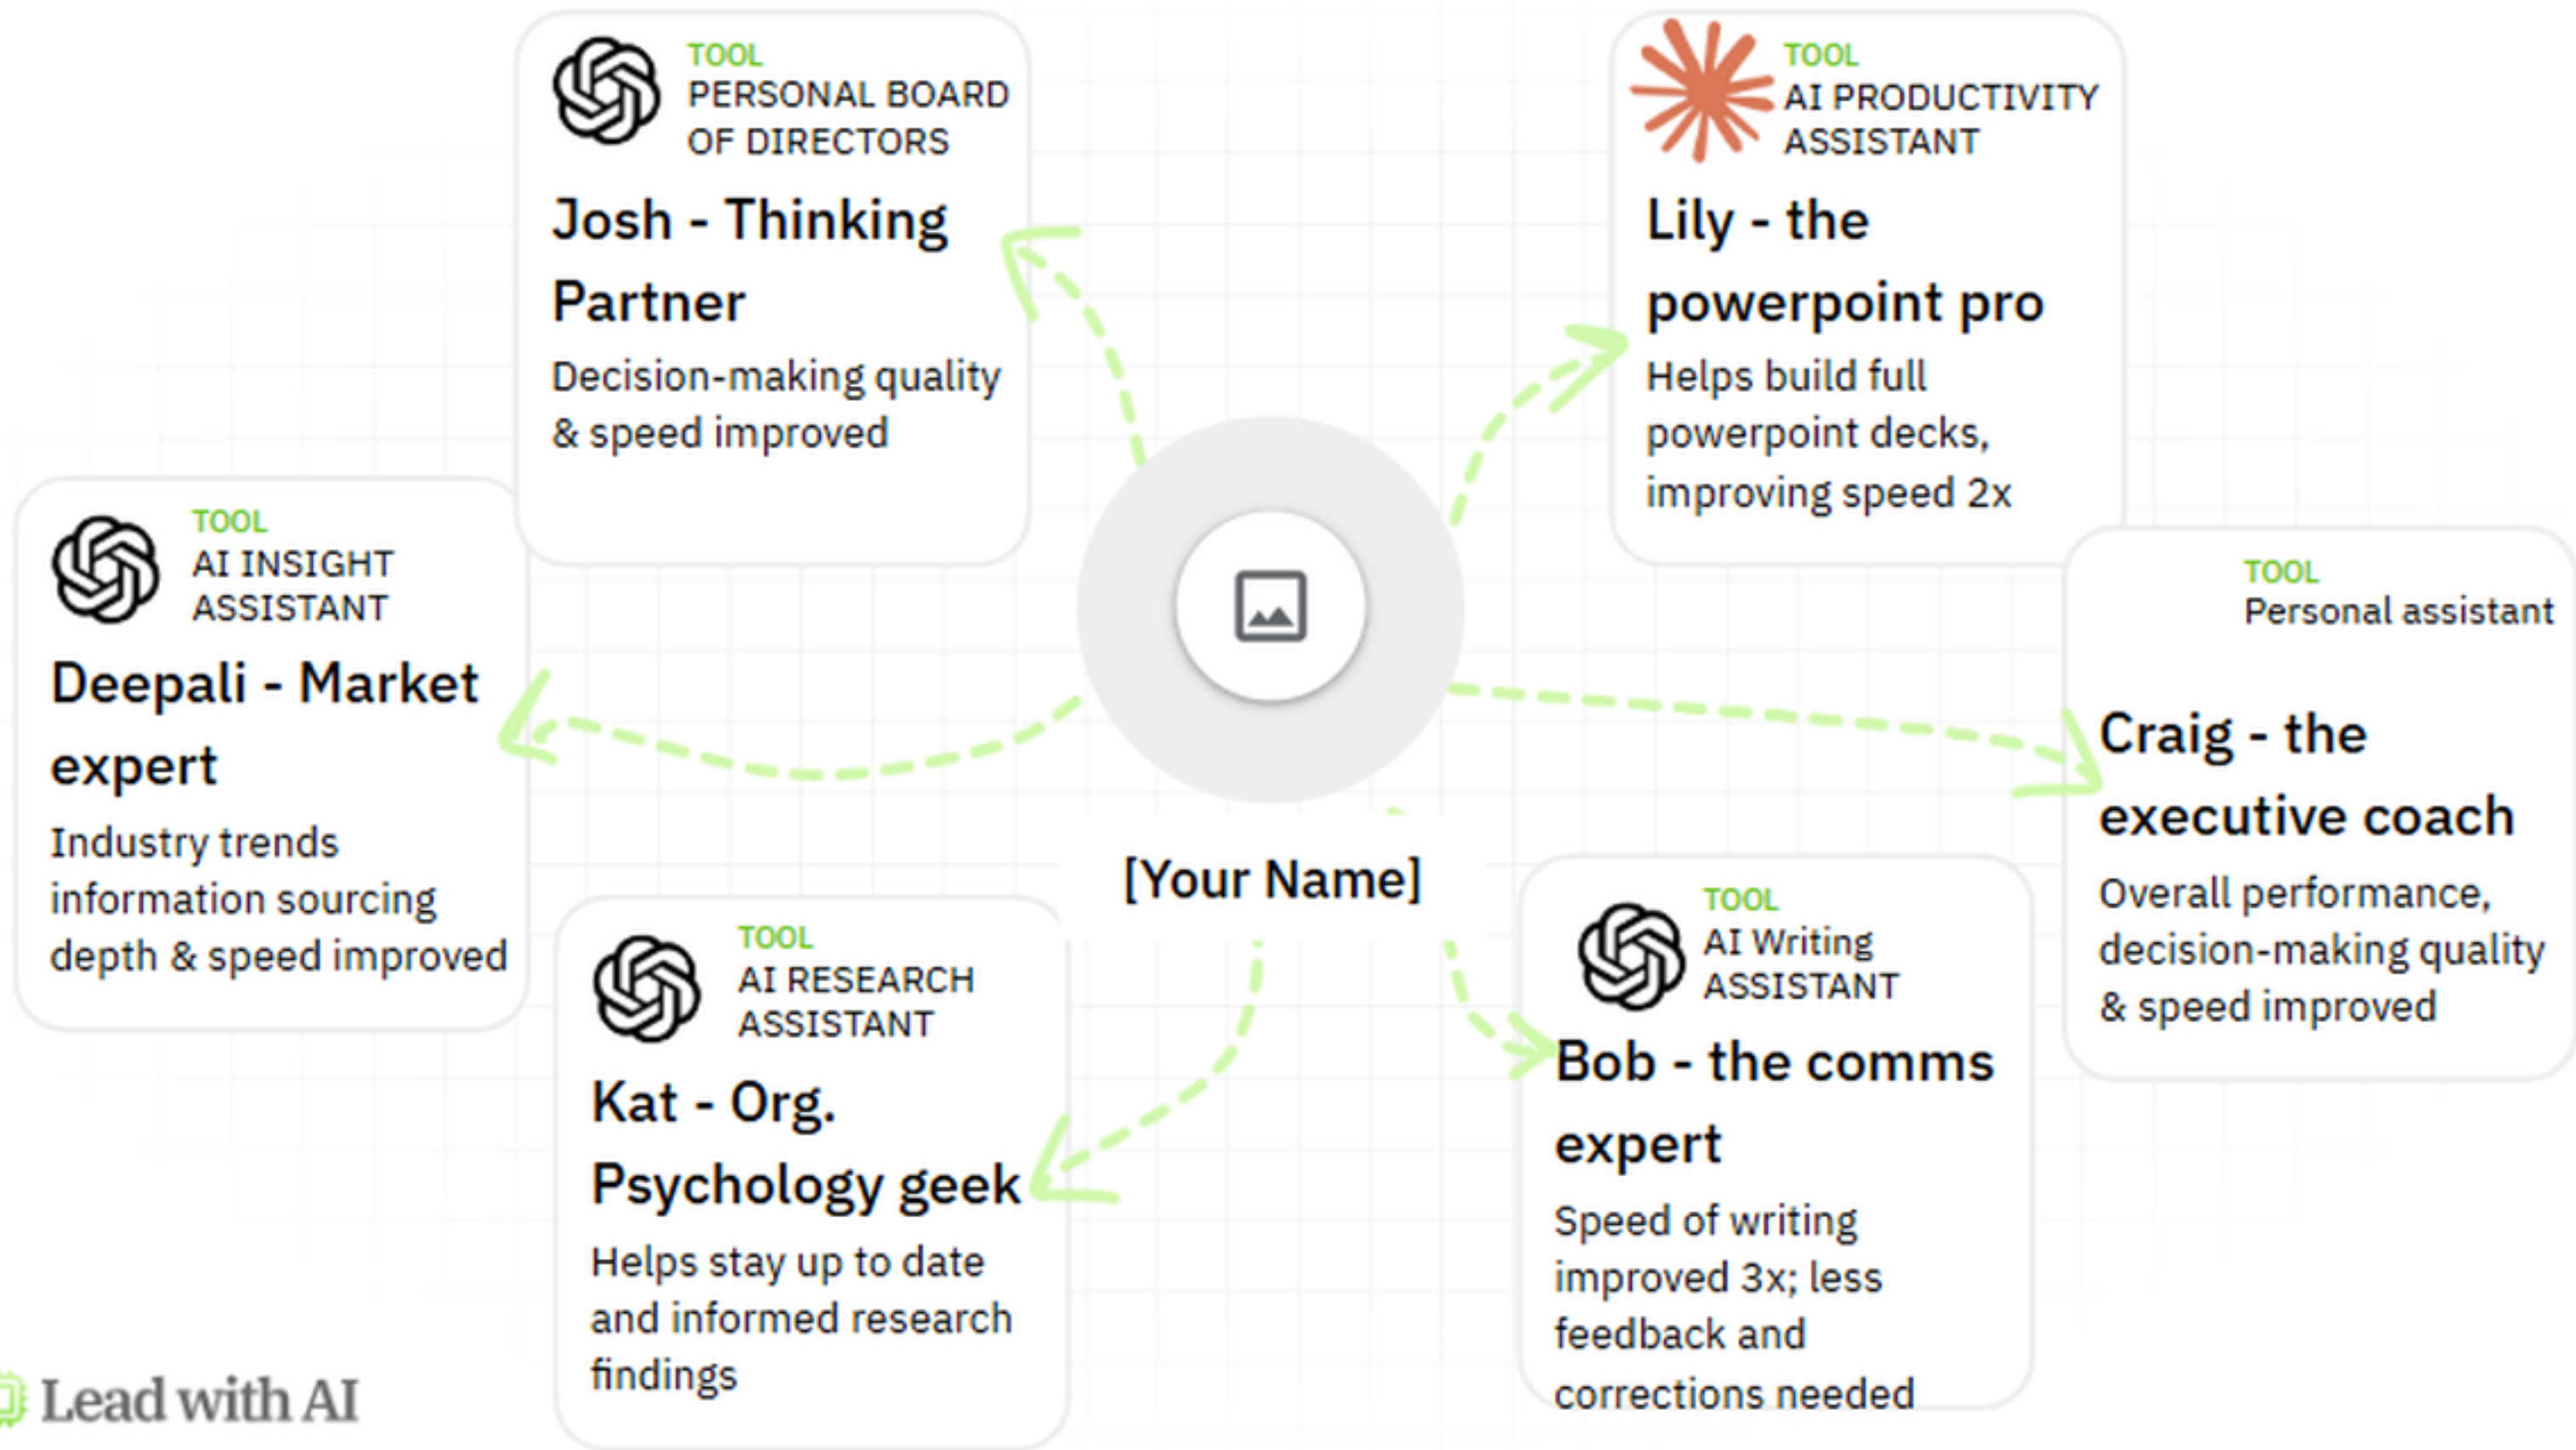 TOOL
PERSONAL BOARD
OF DIRECTORS
Josh - Thinking
Partner
Decision-making quality
& speed improved
TOOL
AI PRODUCTIVITY
ASSISTANT
Lily - the
powerpoint pro
Helps build full
powerpoint decks,
improving speed 2x
TOOL
AI INSIGHT
ASSISTANT
Deepali - Market
expert
Industry trends
information sourcing
depth & speed improved
TOOL
Personal assistant
Craig - the
executive coach
Overall performance,
decision-making quality
& speed improved
[Your Name]
TOOL
AI RESEARCH
ASSISTANT
Kat - Org.
Psychology geek
Helps stay up to date
and informed research
findings
TOOL
AI Writing
ASSISTANT
Bob - the comms
expert
Speed of writing
improved 3x; less
feedback and
corrections needed
Lead with AI